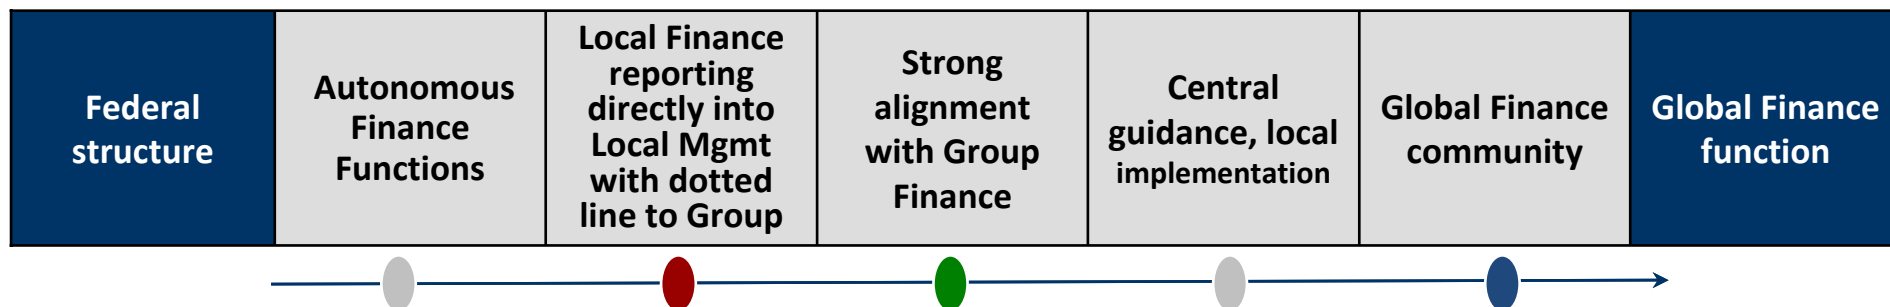 Federal
structure
Autonomous
Finance
Functions
Local Finance
reporting
directly into
Local Mgmt
with dotted
line to Group
Strong
alignment
with Group
Finance
Central
guidance, local
implementation
Global Finance
community
Global Finance
function